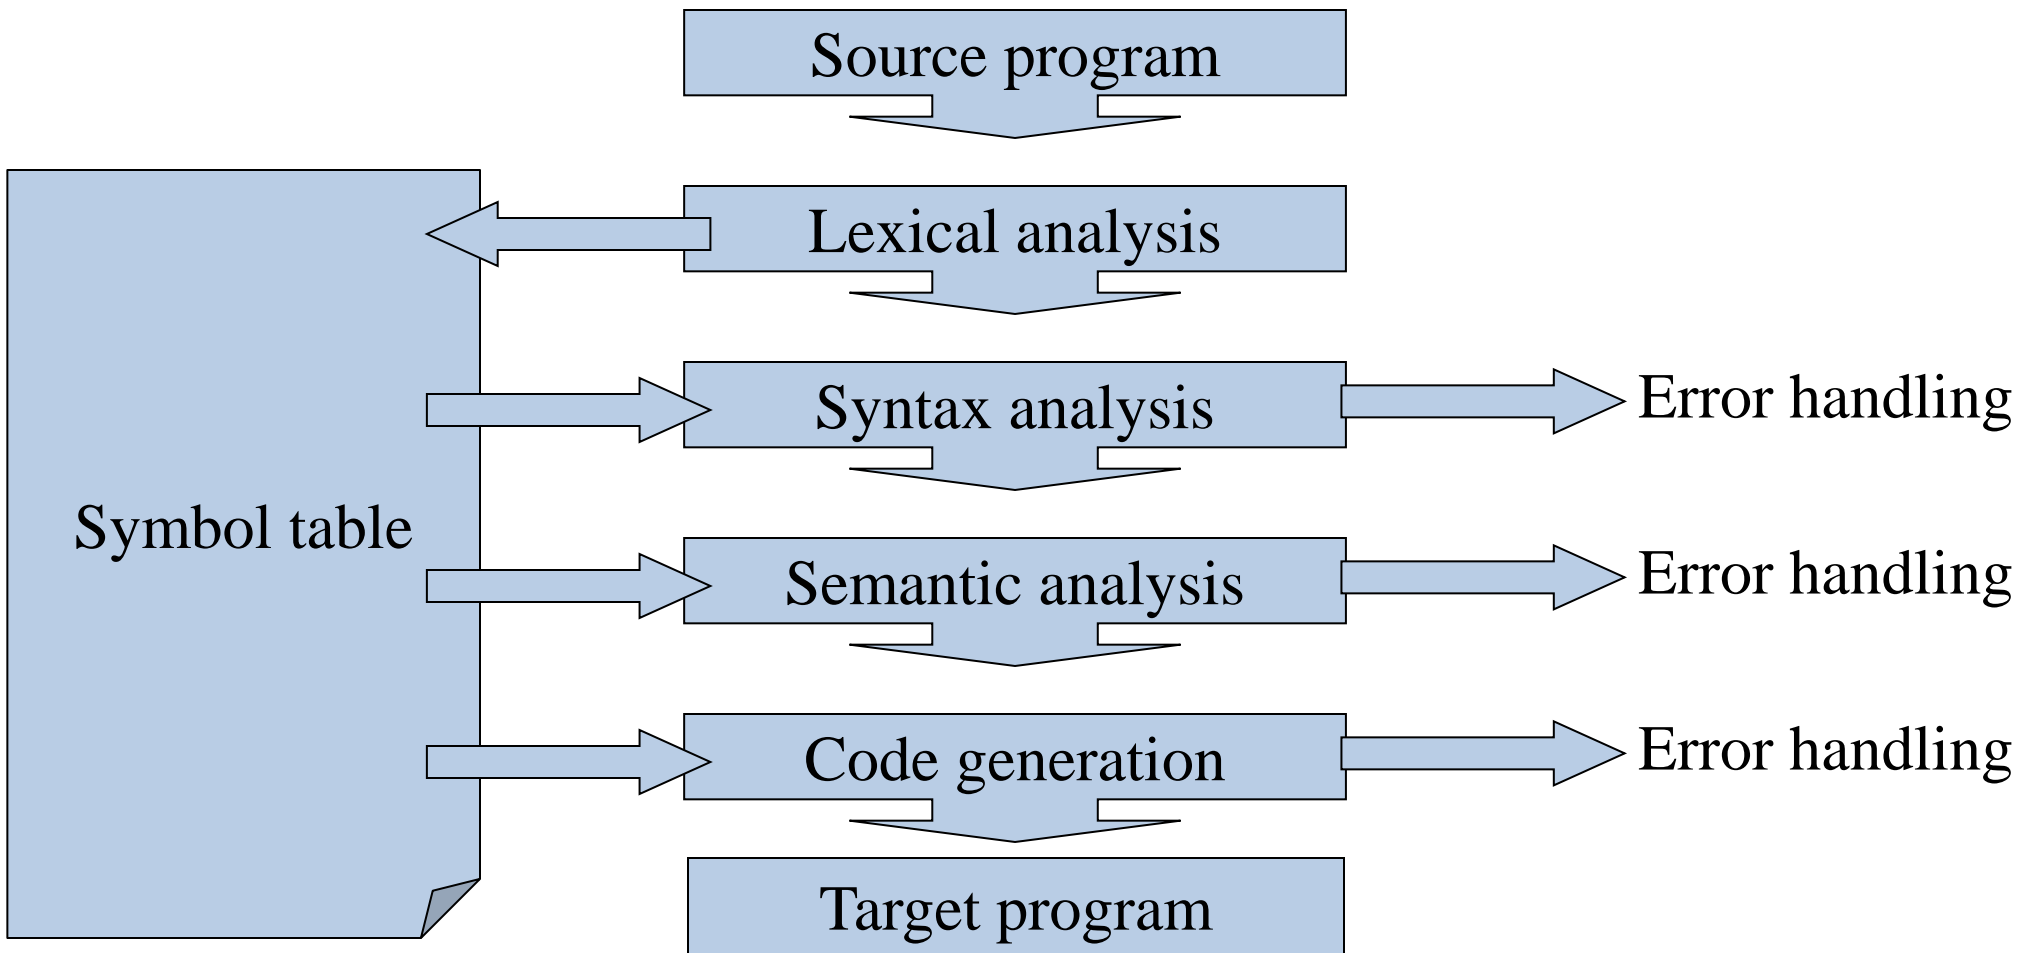 Source program
Lexical analysis
Syntax analysis
Error handling
Symbol table
Semantic analysis
Error handling
Code generation
Error handling
Target program